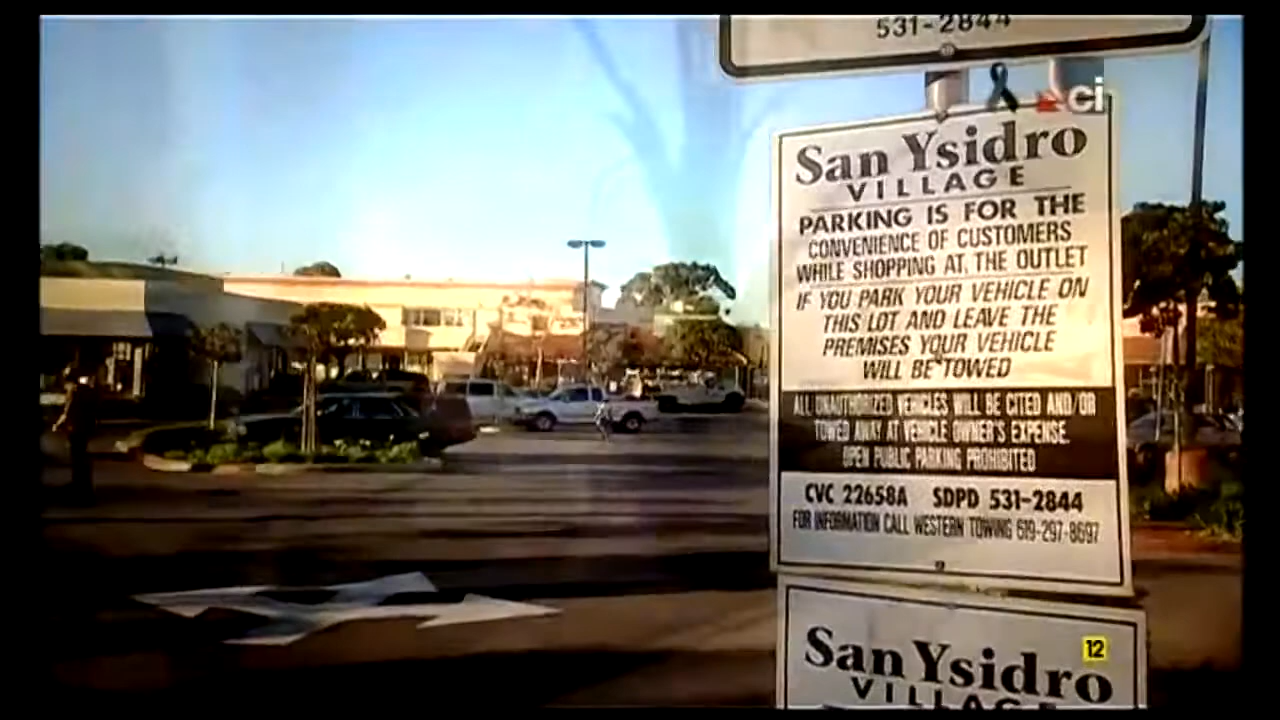 531-2844
ci
San Ysidro
VILLAGE
PARKING IS FOR THE
CONVENIENCE OF CUSTOMERS
WHILE SHOPPING AT THE OUTLET
IF YOU PARK YOUR VEHICLE ON
THIS LOT AND LEAVE THE
PREMISES YOUR VEHICLE
WILL BE TOWED
ALL UNAUTHORIZED VEHICLES WILL BE CITED AND/OR
TOWED AWAY AT VEHICLE OWNER'S EXPENSE.
OPEN PUBLIC PARKING PROHIBITED
CVC 22658A SDPD 531-2844
FOR INFORMATION CALL WESTERN TOWING 619-297-8697
12
San Ysidro
VILLAGE